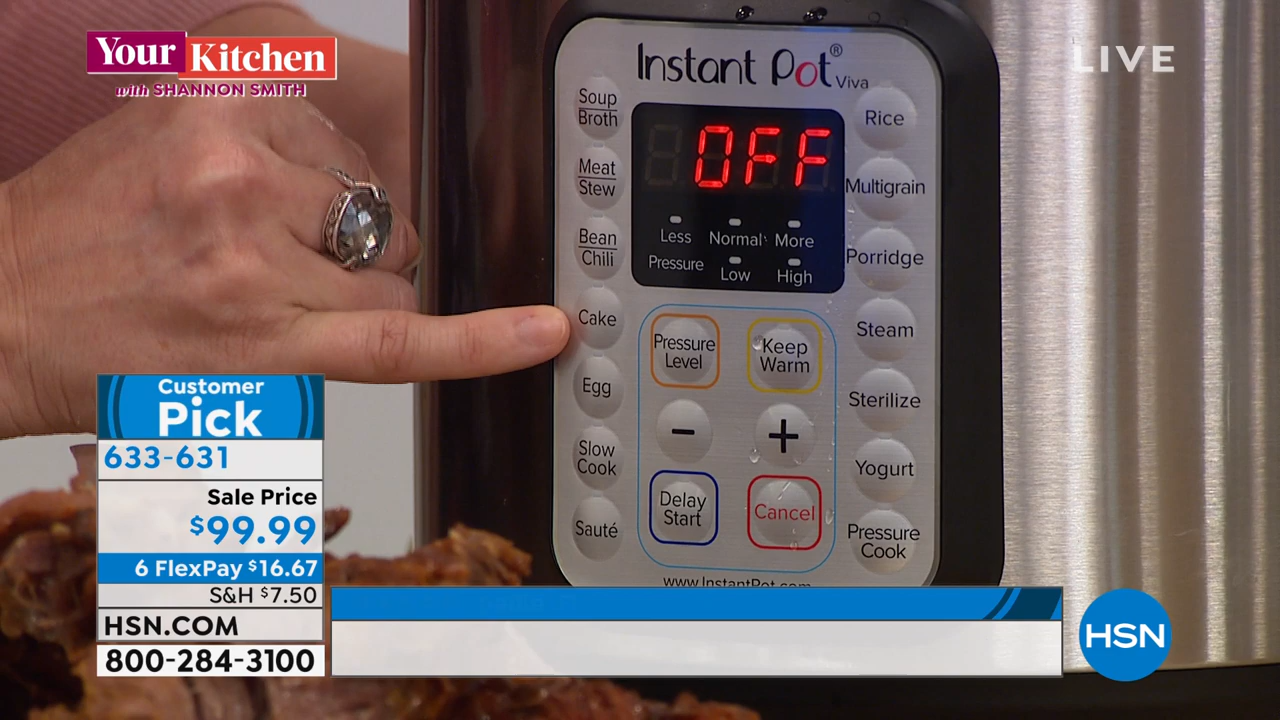 Your Kitchen
with SHANNON SMITH
LIVE
Instant Pot® Viva
OFF
Less Normal More
Pressure Low High
Soup
Broth
Meat
Stew
Bean
Chili
Cake
Egg
Slow
Cook
Sauté
Pressure
Level
Keep
Warm
-
+
Delay
Start
Cancel
Rice
Multigrain
Porridge
Steam
Sterilize
Yogurt
Pressure
Cook
www.InstantPot.com
Customer
Pick
633-631
Sale Price
$99.99
6 FlexPay $16.67
S&H $7.50
HSN.COM
800-284-3100
HSN